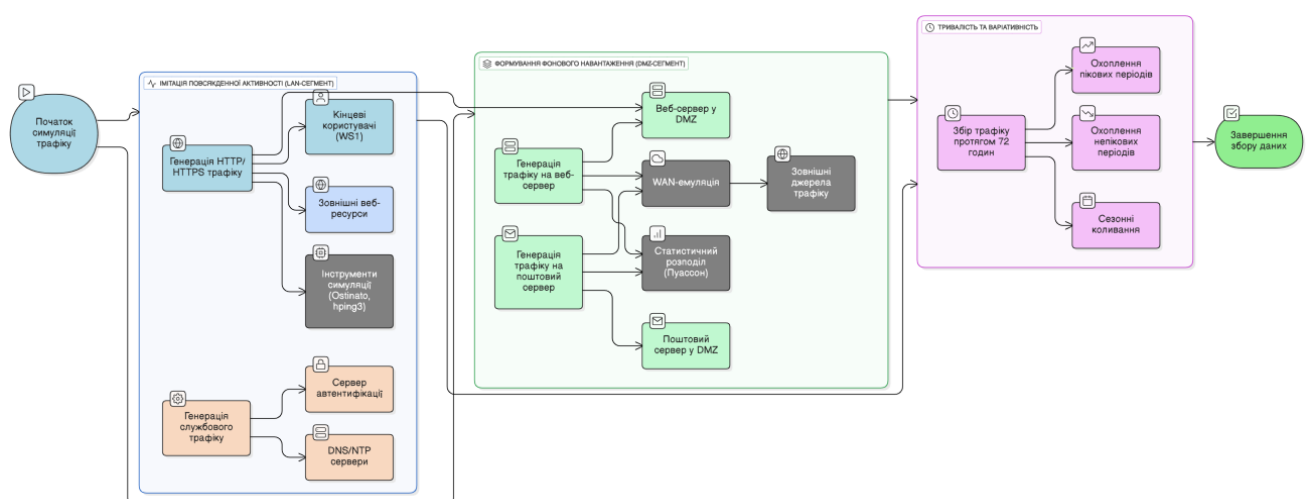 Початок
симуляції
трафіку
ІМІТАЦІЯ ПОВСЯКДЕННОЇ АКТИВНОСТІ (LAN-СЕГМЕНТ)
Генерація HTTP/
HTTPS трафіку
Кінцеві
користувачі
(WS1)
Зовнішні веб-
ресурси
Інструменти
симуляції
(Ostinato,
hping3)
Генерація
службового
трафіку
Сервер
автентифікації
DNS/NTP
сервери
ФОРМУВАННЯ ФОНОВОГО НАВАНТАЖЕННЯ (DMZ-СЕГМЕНТ)
Веб-сервер у
DMZ
Генерація
трафіку на веб-
сервер
WAN-емуляція
Зовнішні
джерела
трафіку
Генерація
трафіку на
поштовий
сервер
Статистичний
розподіл
(Пуассон)
Поштовий
сервер у DMZ
ТРИВАЛІСТЬ ТА ВАРІАТИВНІСТЬ
Збір трафіку
протягом 72
годин
Охоплення
пікових періодів
Охоплення
непікових
періодів
Сезонні
коливання
Завершення
збору даних